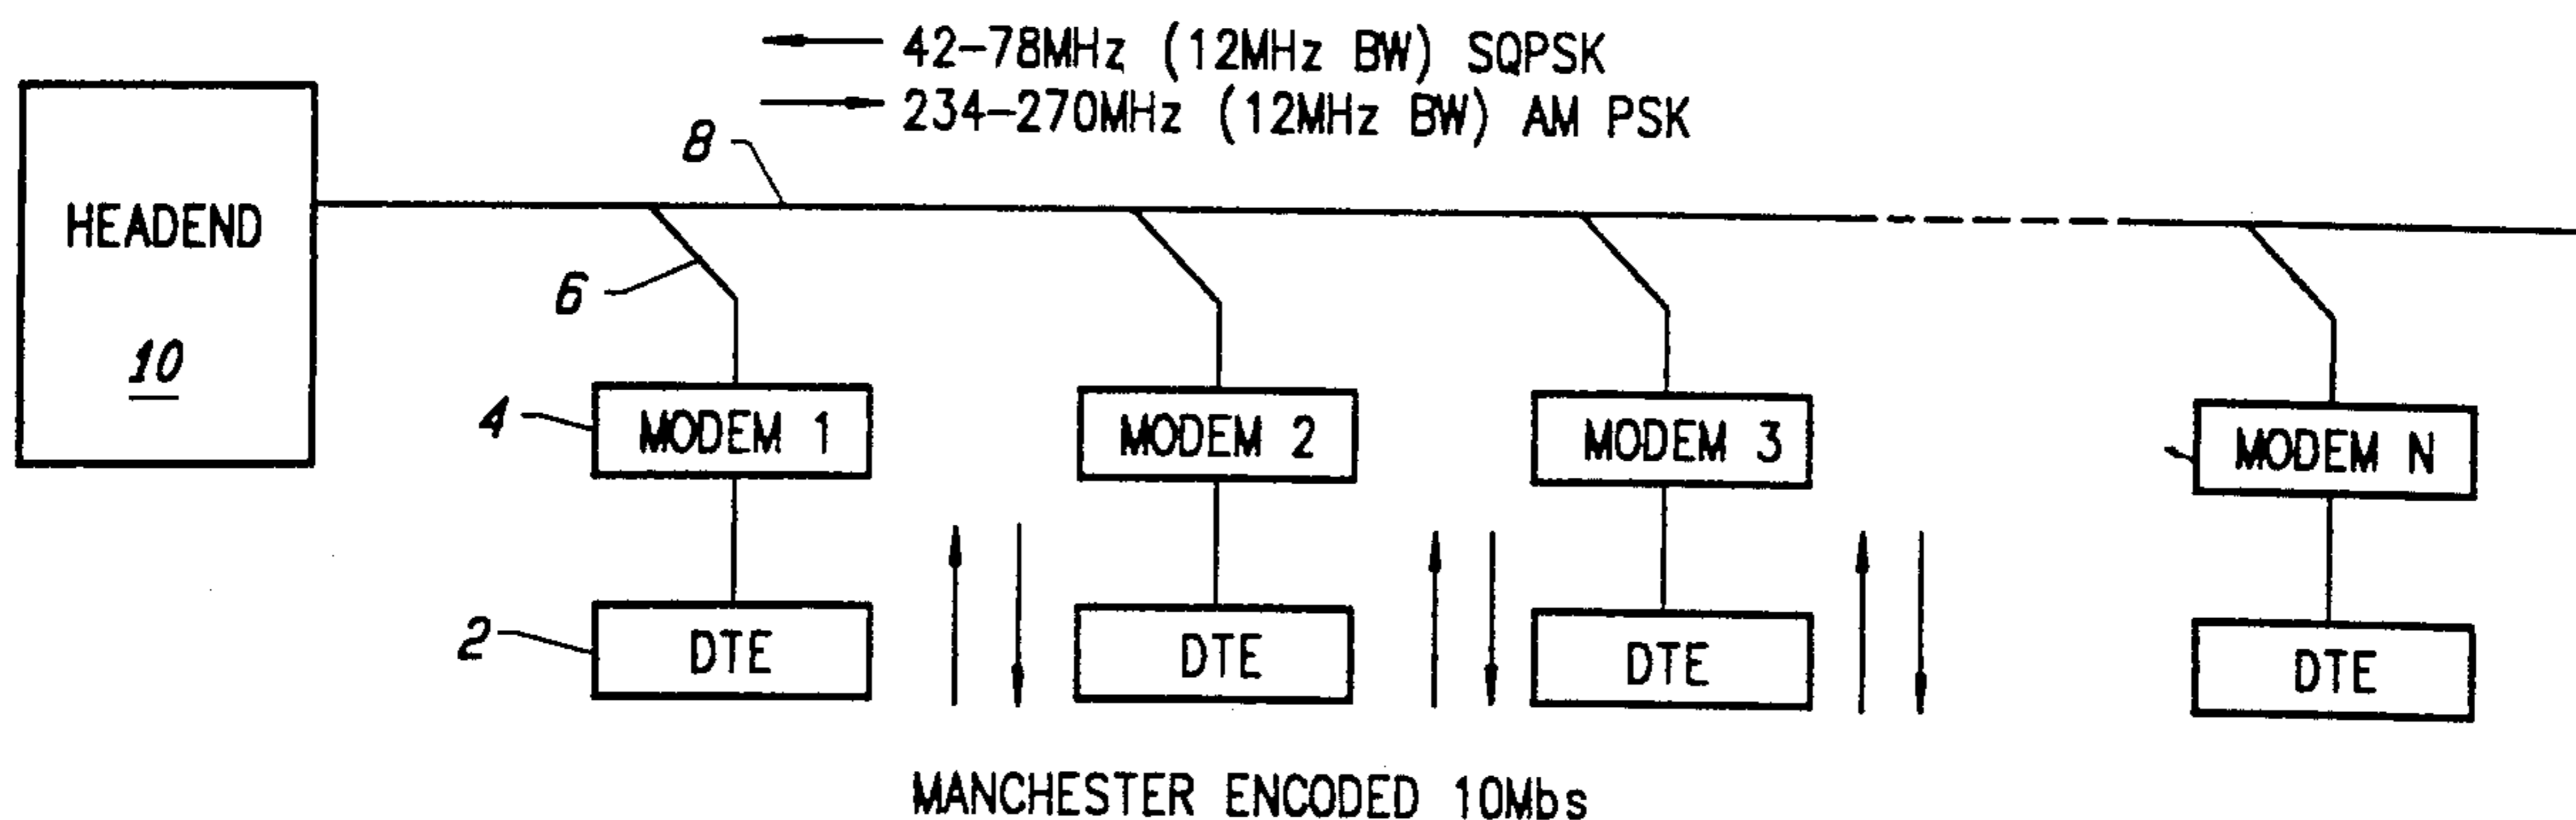 42-78MHz (12MHz BW) SQPSK
234-270MHz (12MHz BW) AM PSK
8
HEADEND
10
6
4
MODEM 1
MODEM 2
MODEM 3
MODEM N
2
DTE
DTE
DTE
DTE
MANCHESTER ENCODED 10Mbs